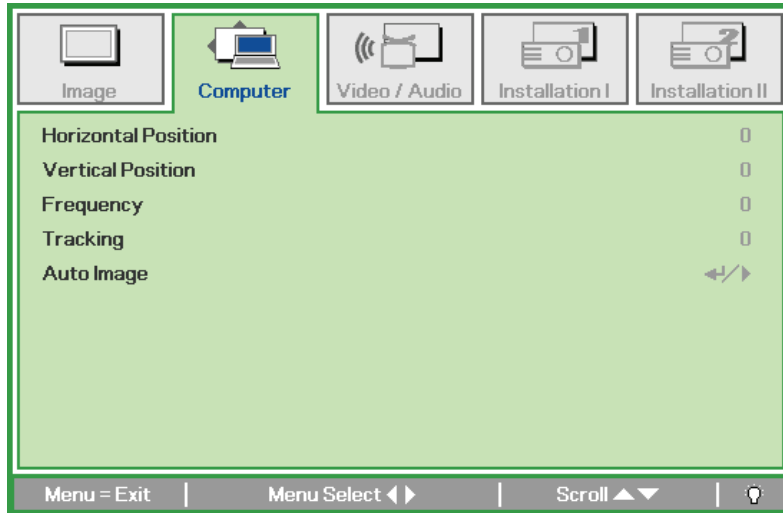 Image Computer Video / Audio Installation I Installation II
Horizontal Position 0
Vertical Position 0
Frequency 0
Tracking 0
Auto Image
Menu = Exit Menu Select Scroll